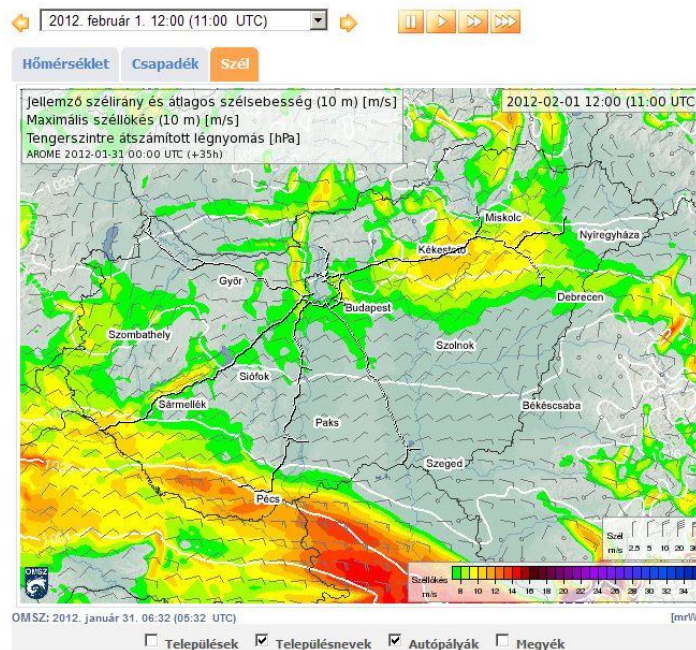 2012. február 1. 12:00 (11:00 UTC)
Hőmérséklet Csapadék Szél
Jellemző szélirány és átlagos szélsebesség (10 m) [m/s]
Maximális széllökés (10 m) [m/s]
Tengerszintre átszámított légnyomás [hPa]
AROME 2012-01-31 00:00 UTC (+35h)
2012-02-01 12:00 (11:00 UTC
Miskolc
Nyíregyháza
Kékestető
Győr
Debrecen
Budapest
Szombathely
Szolnok
Siófok
Sármellék
Békéscsaba
Paks
Szeged
Pécs
Szél
m/s 2.5 5 10 20
OMSZ
Széllökés
m/s 8 10 12 14 16 18 20 22 24 26 28 30 32 34
OMSZ: 2012. január 31. 06:32 (05:32 UTC)
Települések Településnevek Autópályák Megyék